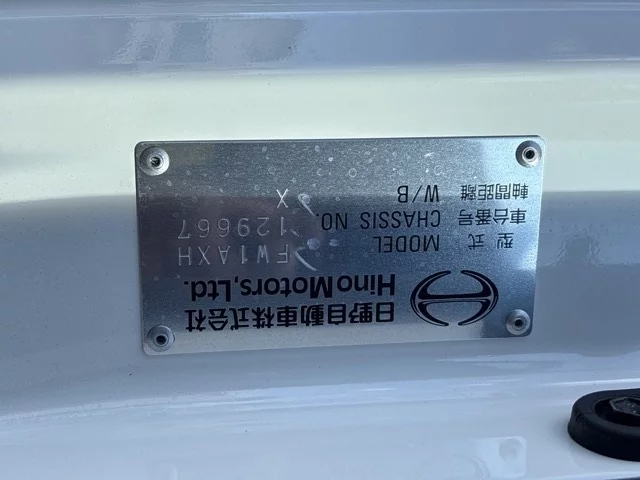 日野自動車株式会社
Hino Motors, Ltd.
型式 MODEL FW1AXH
車台番号 CHASSIS NO. 129667
軸間距離 W/B X